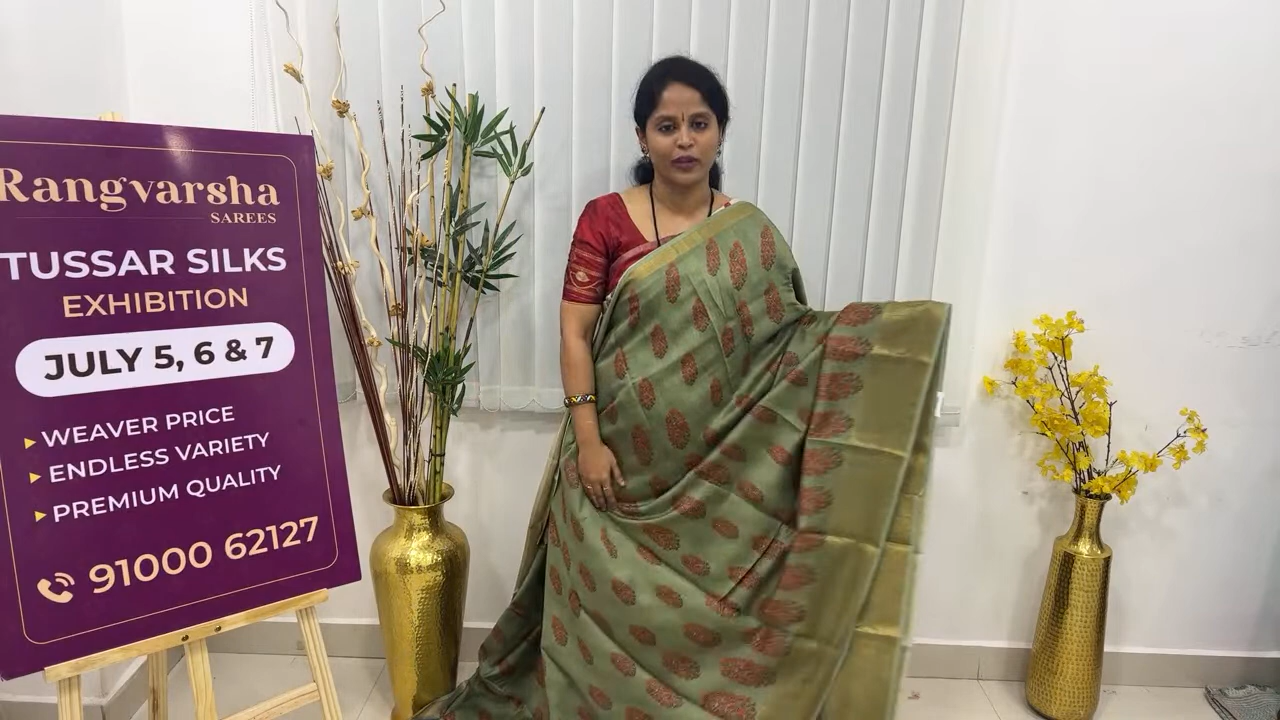 Rangvarsha
SAREES
TUSSAR SILKS
EXHIBITION
JULY 5, 6 & 7
WEAVER PRICE
ENDLESS VARIETY
PREMIUM QUALITY
91000 62127